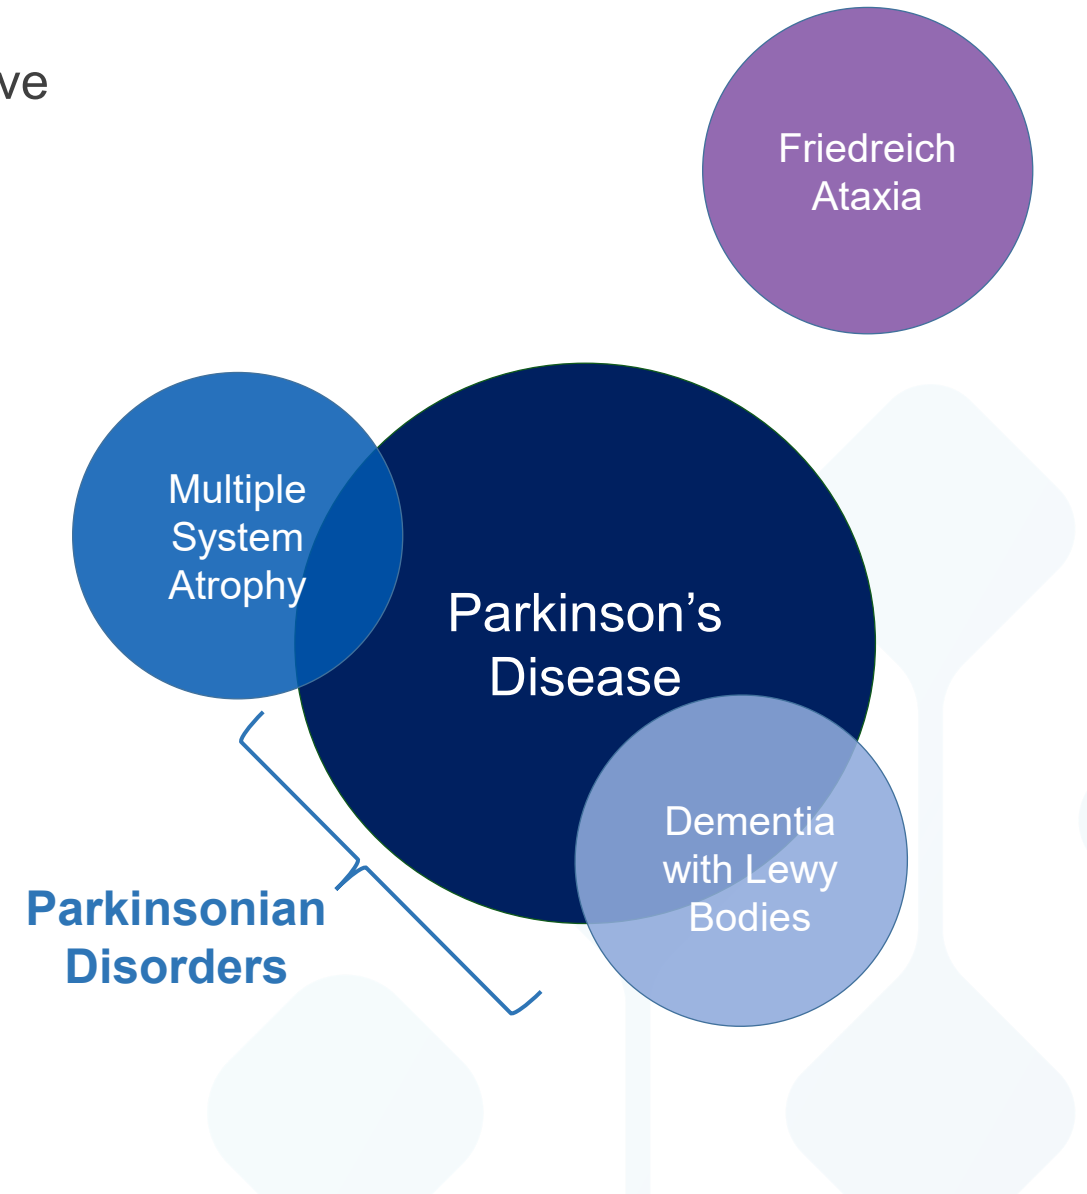 ve
Friedreich
Ataxia
Multiple
System
Atrophy
Parkinson’s
Disease
Dementia
with Lewy
Bodies
Parkinsonian
Disorders